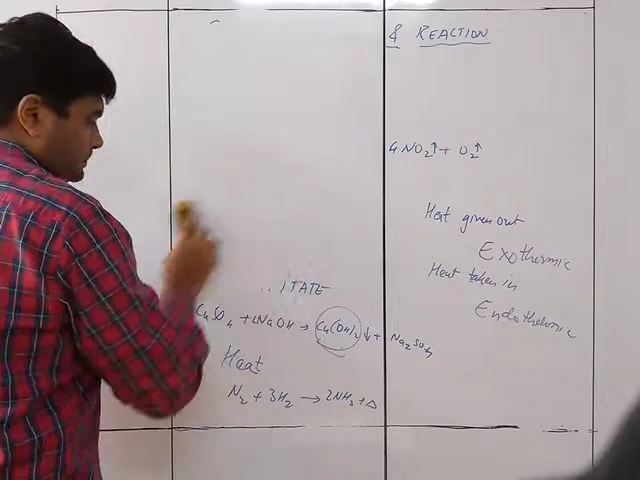 & REACTION
4NO₂↑ + O₂↑
Heat given out
Exothermic
Heat taken in
Endothermic
ITATE
CuSO₄ + 2NaOH → Cu(OH)₂ ↓ + Na₂SO₄
Heat
N₂ + 3H₂ → 2NH₃ + △